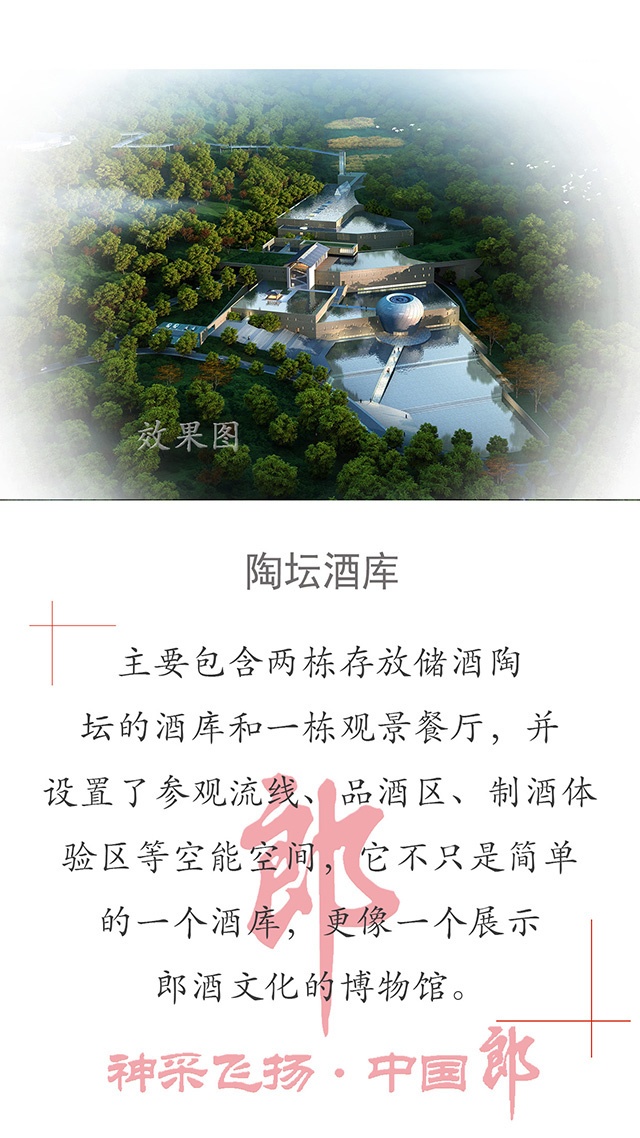 效果图
陶坛酒库
主要包含两栋存放储酒陶
坛的酒库和一栋观景餐厅，并
设置了参观流线、品酒区、制酒体
验区等空能空间，它不只是简单
的一个酒库，更像一个展示
郎酒文化的博物馆。
郎
神采飞扬·中国郎